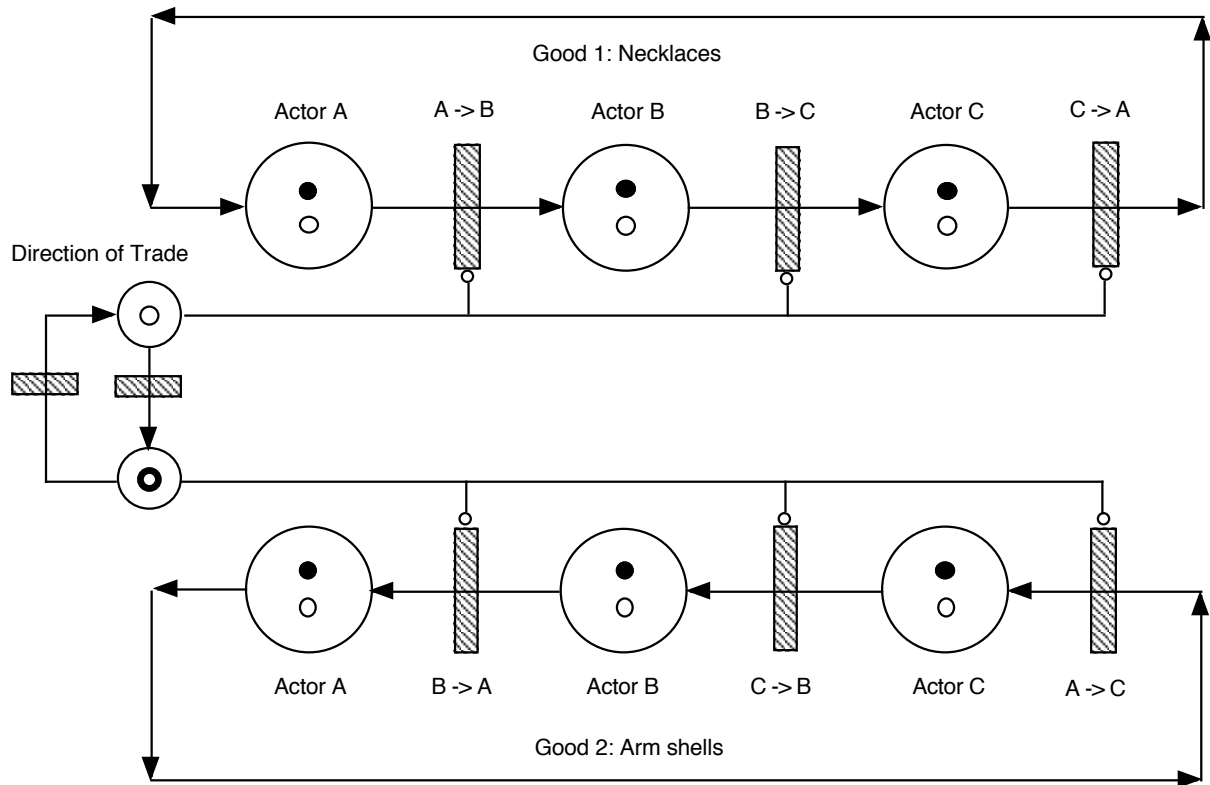 Good 1: Necklaces
Actor A
A -> B
Actor B
B -> C
Actor C
C -> A
Direction of Trade
Actor A
B -> A
Actor B
C -> B
Actor C
A -> C
Good 2: Arm shells